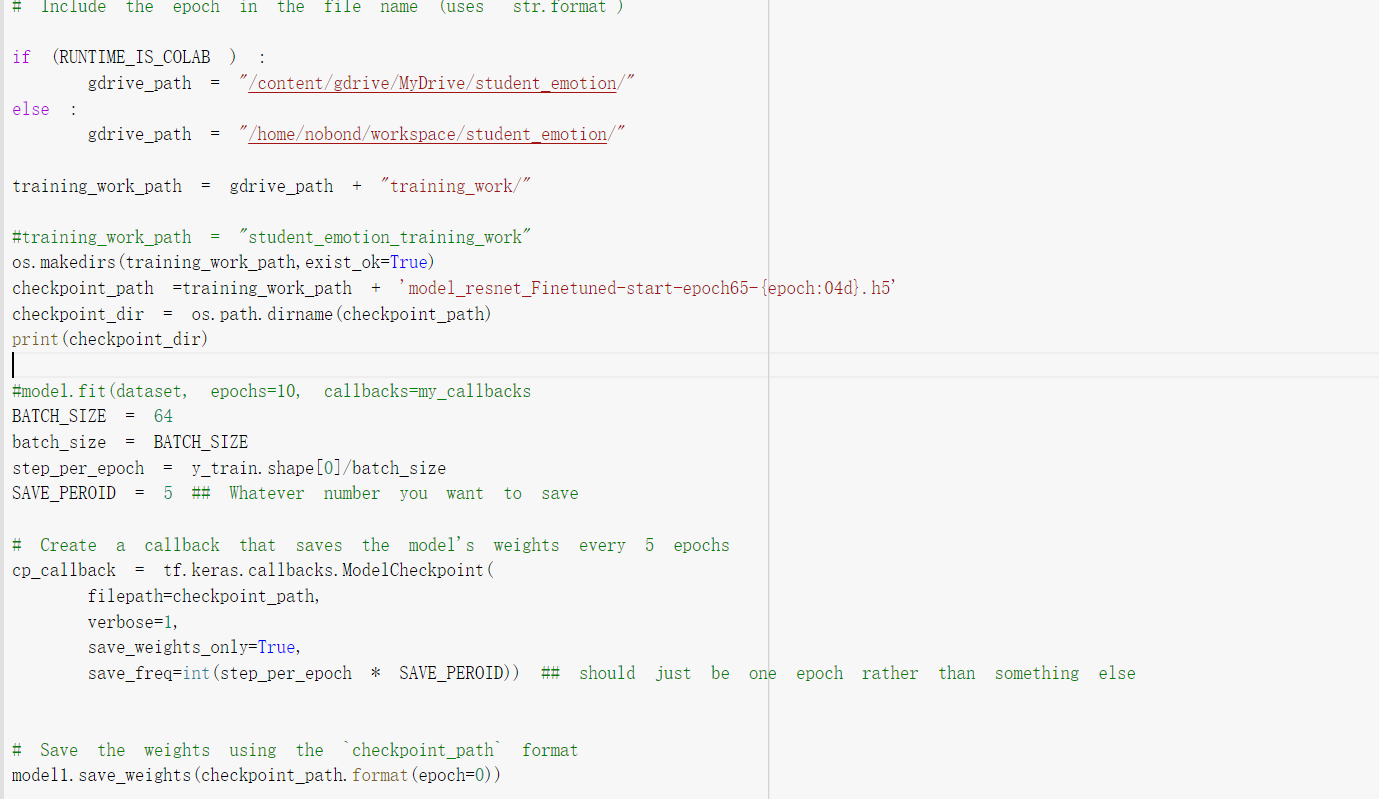 # Include the epoch in the file name (uses str.format )
if (RUNTIME_IS_COLAB ) :
gdrive_path = "/content/gdrive/MyDrive/student_emotion/"
else :
gdrive_path = "/home/nobond/workspace/student_emotion/"
training_work_path = gdrive_path + "training_work/"
#training_work_path = "student_emotion_training_work"
os.makedirs(training_work_path,exist_ok=True)
checkpoint_path =training_work_path + 'model_resnet_Finetuned-start-epoch65-{epoch:04d}.h5'
checkpoint_dir = os.path.dirname(checkpoint_path)
print(checkpoint_dir)
#model.fit(dataset, epochs=10, callbacks=my_callbacks
BATCH_SIZE = 64
batch_size = BATCH_SIZE
step_per_epoch = y_train.shape[0]/batch_size
SAVE_PEROID = 5 ## Whatever number you want to save
# Create a callback that saves the model's weights every 5 epochs
cp_callback = tf.keras.callbacks.ModelCheckpoint(
filepath=checkpoint_path,
verbose=1,
save_weights_only=True,
save_freq=int(step_per_epoch * SAVE_PEROID)) ## should just be one epoch rather than something else
# Save the weights using the `checkpoint_path` format
model1.save_weights(checkpoint_path.format(epoch=0))